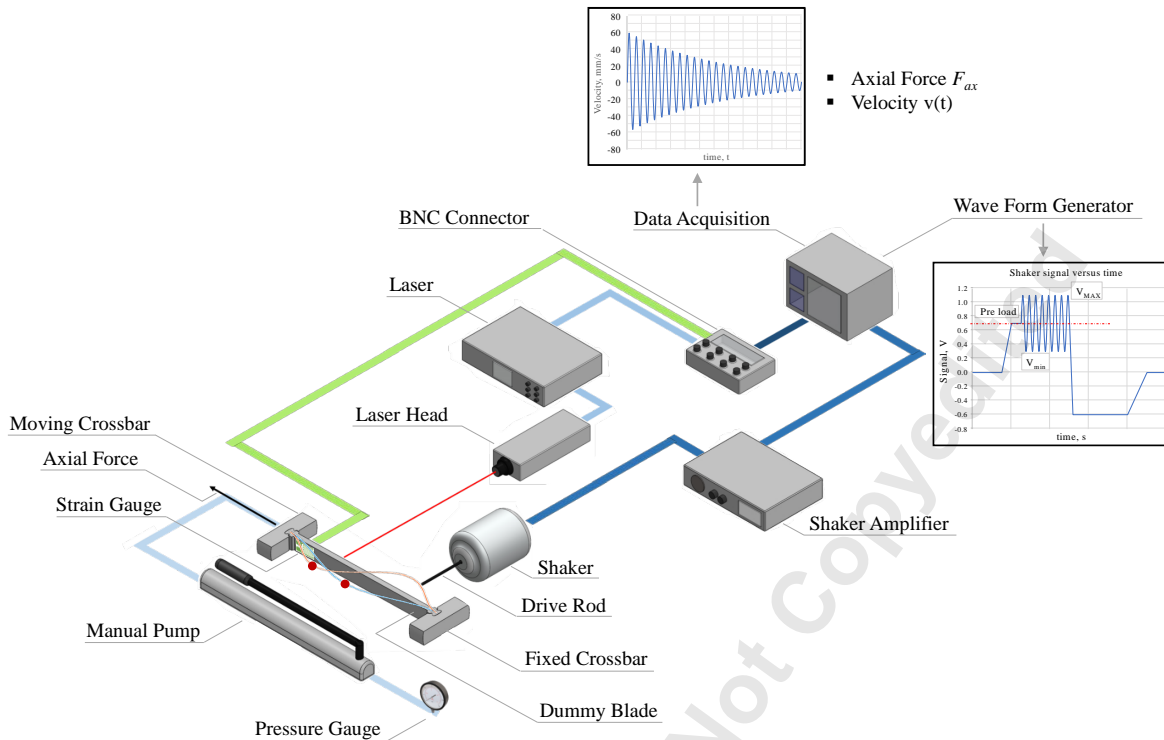 80
60
40
20
0
-20
-40
-60
-80
Velocity, mm/s
time, t
▪ Axial Force F_ax
▪ Velocity v(t)
BNC Connector
Data Acquisition
Wave Form Generator
Laser
Shaker signal versus time
1.2
1.0
0.8
0.6
0.4
0.2
0.0
-0.2
-0.4
-0.6
-0.8
Signal, V
Pre load
V_MAX
V_min
time, s
Laser Head
Moving Crossbar
Axial Force
Strain Gauge
Shaker Amplifier
Shaker
Drive Rod
Manual Pump
Fixed Crossbar
Dummy Blade
Pressure Gauge
Not Copyedited